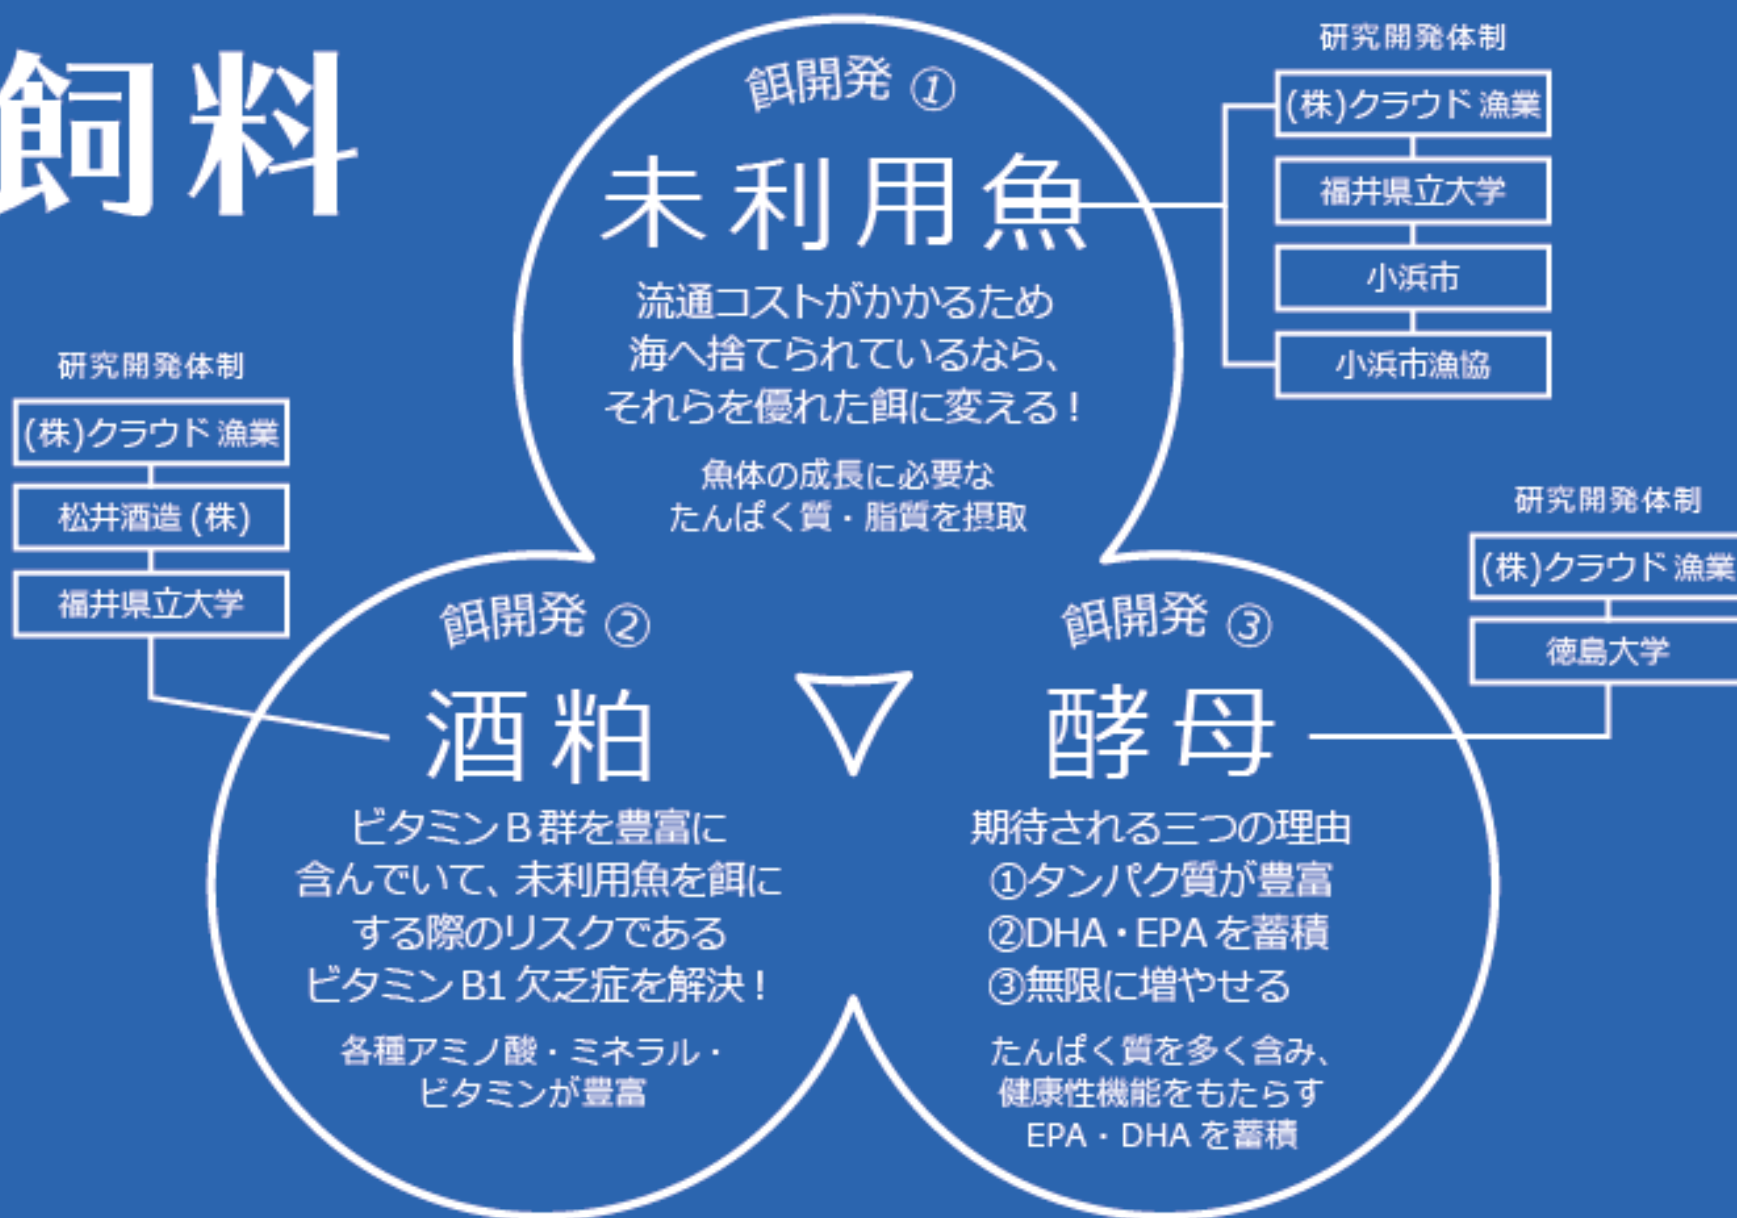 飼料
餌開発 ①
未利用魚
流通コストがかかるため
海へ捨てられているなら、
それらを優れた餌に変える！
魚体の成長に必要な
たんぱく質・脂質を摂取
研究開発体制
(株)クラウド漁業
福井県立大学
小浜市
小浜市漁協
研究開発体制
(株)クラウド漁業
松井酒造(株)
福井県立大学
餌開発 ②
酒粕
ビタミンB群を豊富に
含んでいて、未利用魚を餌に
する際のリスクである
ビタミンB1欠乏症を解決！
各種アミノ酸・ミネラル・
ビタミンが豊富
研究開発体制
(株)クラウド漁業
徳島大学
餌開発 ③
酵母
期待される三つの理由
①タンパク質が豊富
②DHA・EPAを蓄積
③無限に増やせる
たんぱく質を多く含み、
健康性機能をもたらす
EPA・DHAを蓄積